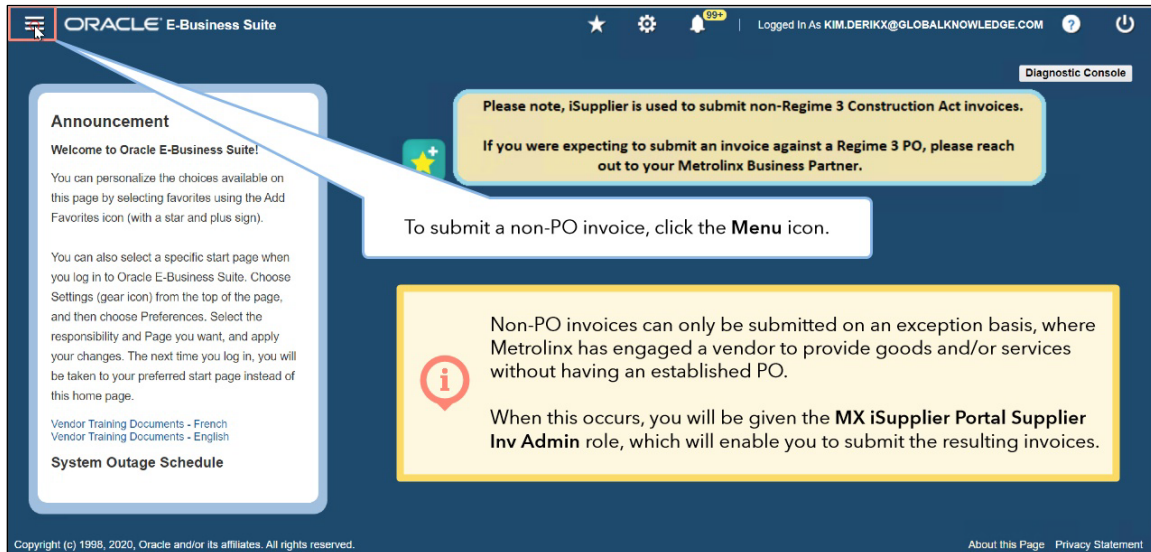 ORACLE E-Business Suite
99+
Logged In As KIM.DERIKX@GLOBALKNOWLEDGE.COM
?
Diagnostic Console
Announcement
Welcome to Oracle E-Business Suite!
You can personalize the choices available on
this page by selecting favorites using the Add
Favorites icon (with a star and plus sign).
You can also select a specific start page when
you log in to Oracle E-Business Suite. Choose
Settings (gear icon) from the top of the page,
and then choose Preferences. Select the
responsibility and Page you want, and apply
your changes. The next time you log in, you will
be taken to your preferred start page instead of
this home page.
Vendor Training Documents - French
Vendor Training Documents - English
System Outage Schedule
Please note, iSupplier is used to submit non-Regime 3 Construction Act invoices.
If you were expecting to submit an invoice against a Regime 3 PO, please reach
out to your Metrolinx Business Partner.
To submit a non-PO invoice, click the Menu icon.
Non-PO invoices can only be submitted on an exception basis, where
Metrolinx has engaged a vendor to provide goods and/or services
without having an established PO.
When this occurs, you will be given the MX iSupplier Portal Supplier
Inv Admin role, which will enable you to submit the resulting invoices.
Copyright (c) 1998, 2020, Oracle and/or its affiliates. All rights reserved.
About this Page Privacy Statement